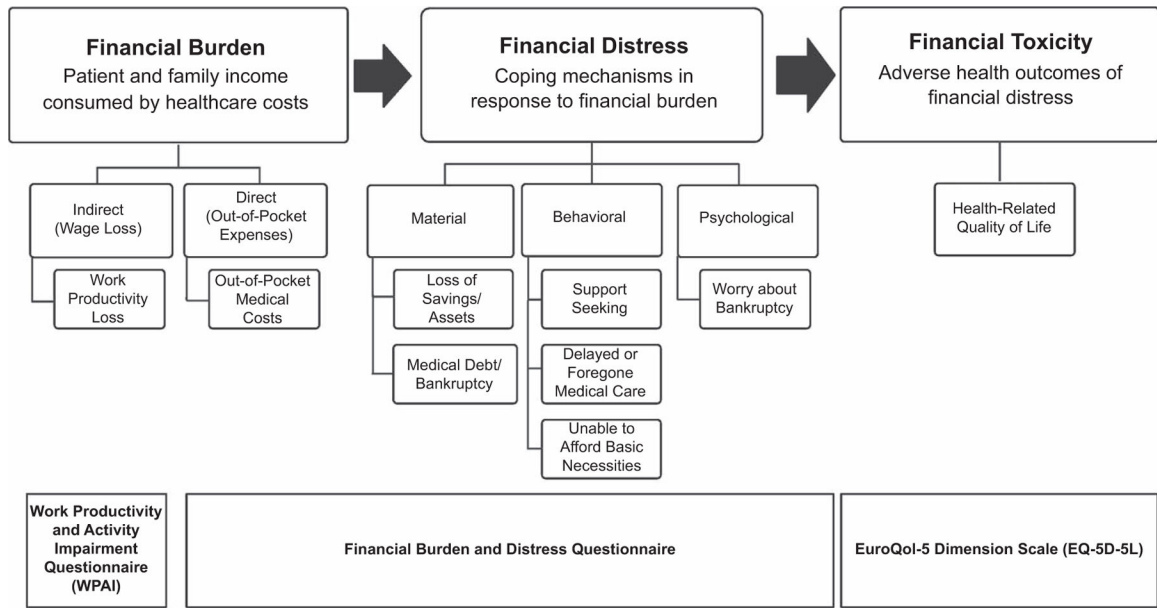 Financial Burden
Patient and family income
consumed by healthcare costs
Financial Distress
Coping mechanisms in
response to financial burden
Financial Toxicity
Adverse health outcomes of
financial distress
Indirect
(Wage Loss)
Direct
(Out-of-Pocket
Expenses)
Material
Behavioral
Psychological
Health-Related
Quality of Life
Work
Productivity
Loss
Out-of-Pocket
Medical
Costs
Loss of
Savings/
Assets
Support
Seeking
Worry about
Bankruptcy
Medical Debt/
Bankruptcy
Delayed or
Foregone
Medical Care
Unable to
Afford Basic
Necessities
Work Productivity
and Activity
Impairment
Questionnaire
(WPAI)
Financial Burden and Distress Questionnaire
EuroQol-5 Dimension Scale (EQ-5D-5L)